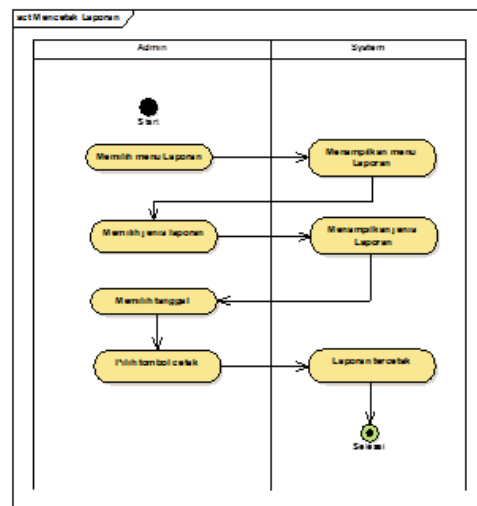 act Mencetak Laporan
Admin
System
Start
Memilih menu Laporan
Menampilkan menu
Laporan
Memilih jenis laporan
Menampilkan jenis
Laporan
Memilih tanggal
Pilih tombol cetak
Laporan tercetak
Selesai